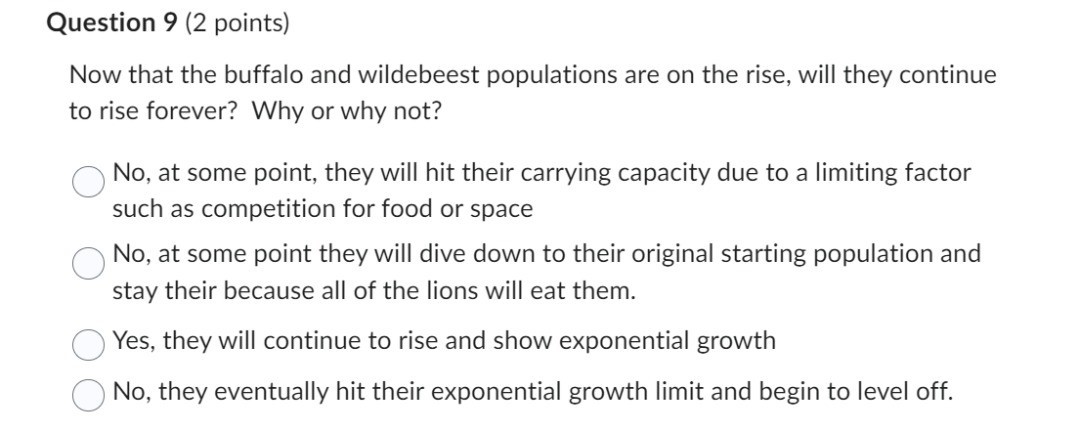 Question 9 (2 points)
Now that the buffalo and wildebeest populations are on the rise, will they continue
to rise forever?  Why or why not?
No, at some point, they will hit their carrying capacity due to a limiting factor
such as competition for food or space
No, at some point they will dive down to their original starting population and
stay their because all of the lions will eat them.
Yes, they will continue to rise and show exponential growth
No, they eventually hit their exponential growth limit and begin to level off.